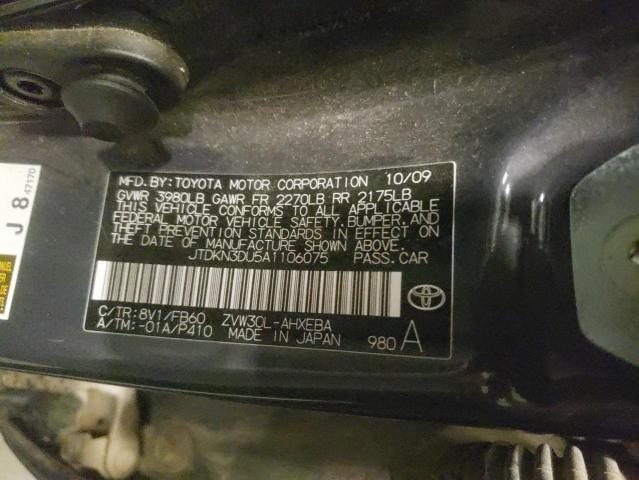 MFD. BY: TOYOTA MOTOR CORPORATION 10/09
GVWR 3980LB GAWR FR 2270LB RR 2175LB
THIS VEHICLE CONFORMS TO ALL APPLICABLE
FEDERAL MOTOR VEHICLE SAFETY, BUMPER, AND
THEFT PREVENTION STANDARDS IN EFFECT ON
THE DATE OF MANUFACTURE SHOWN ABOVE.
JTDKN3DU5A1106075 PASS. CAR
C/TR: 8V1/FB60 ZVW30L-AHXEBA
A/TM: -01A/P410 MADE IN JAPAN 980 A
J 8
47170